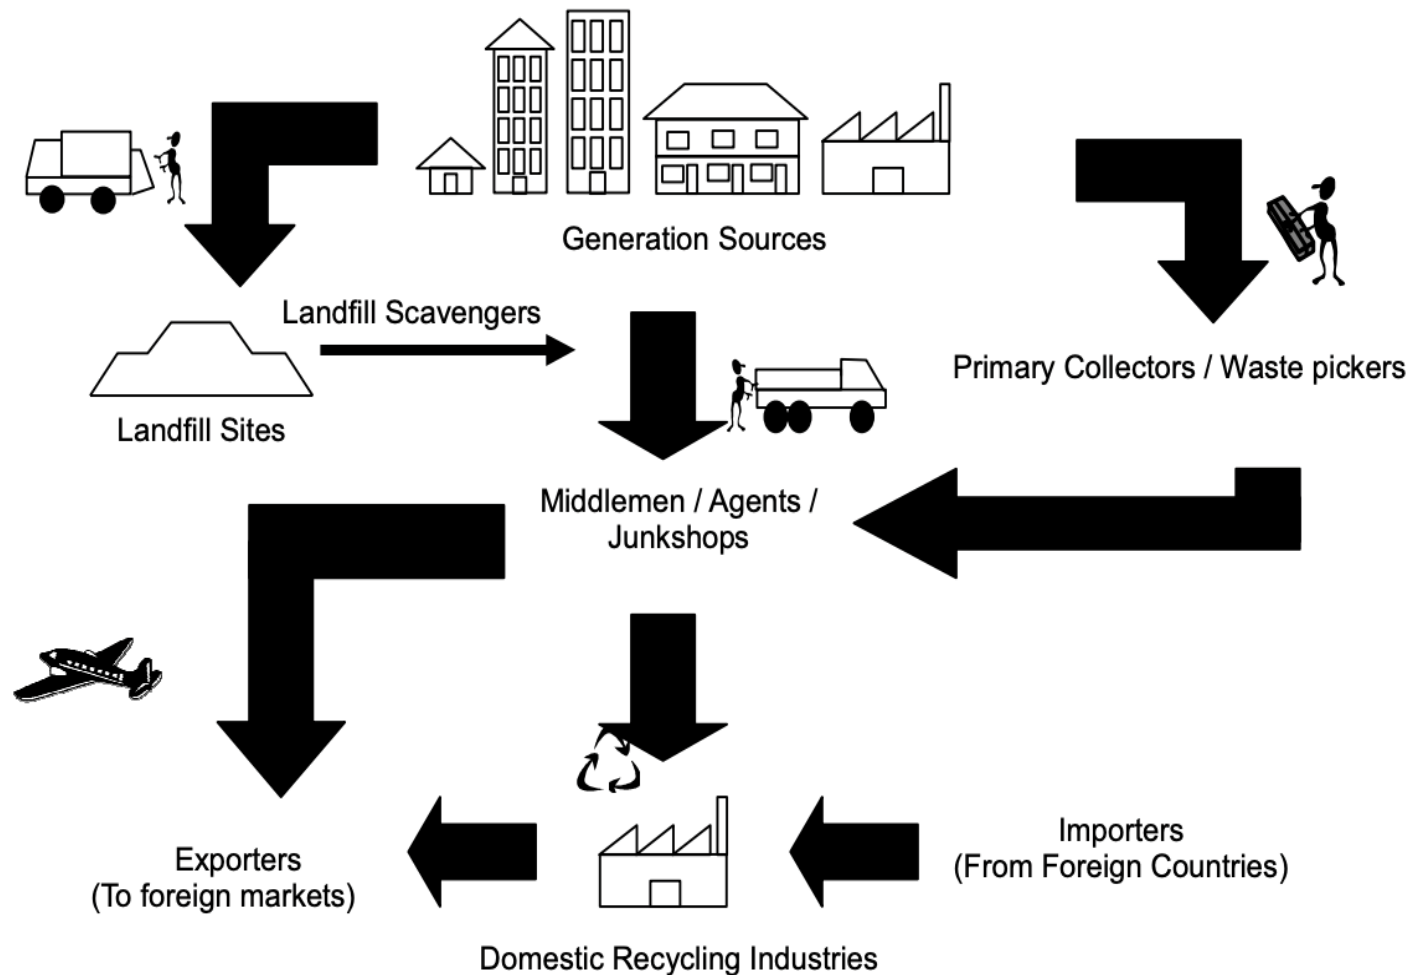 Generation Sources
Landfill Scavengers
Primary Collectors / Waste pickers
Landfill Sites
Middlemen / Agents /
Junkshops
Exporters
(To foreign markets)
Importers
(From Foreign Countries)
Domestic Recycling Industries